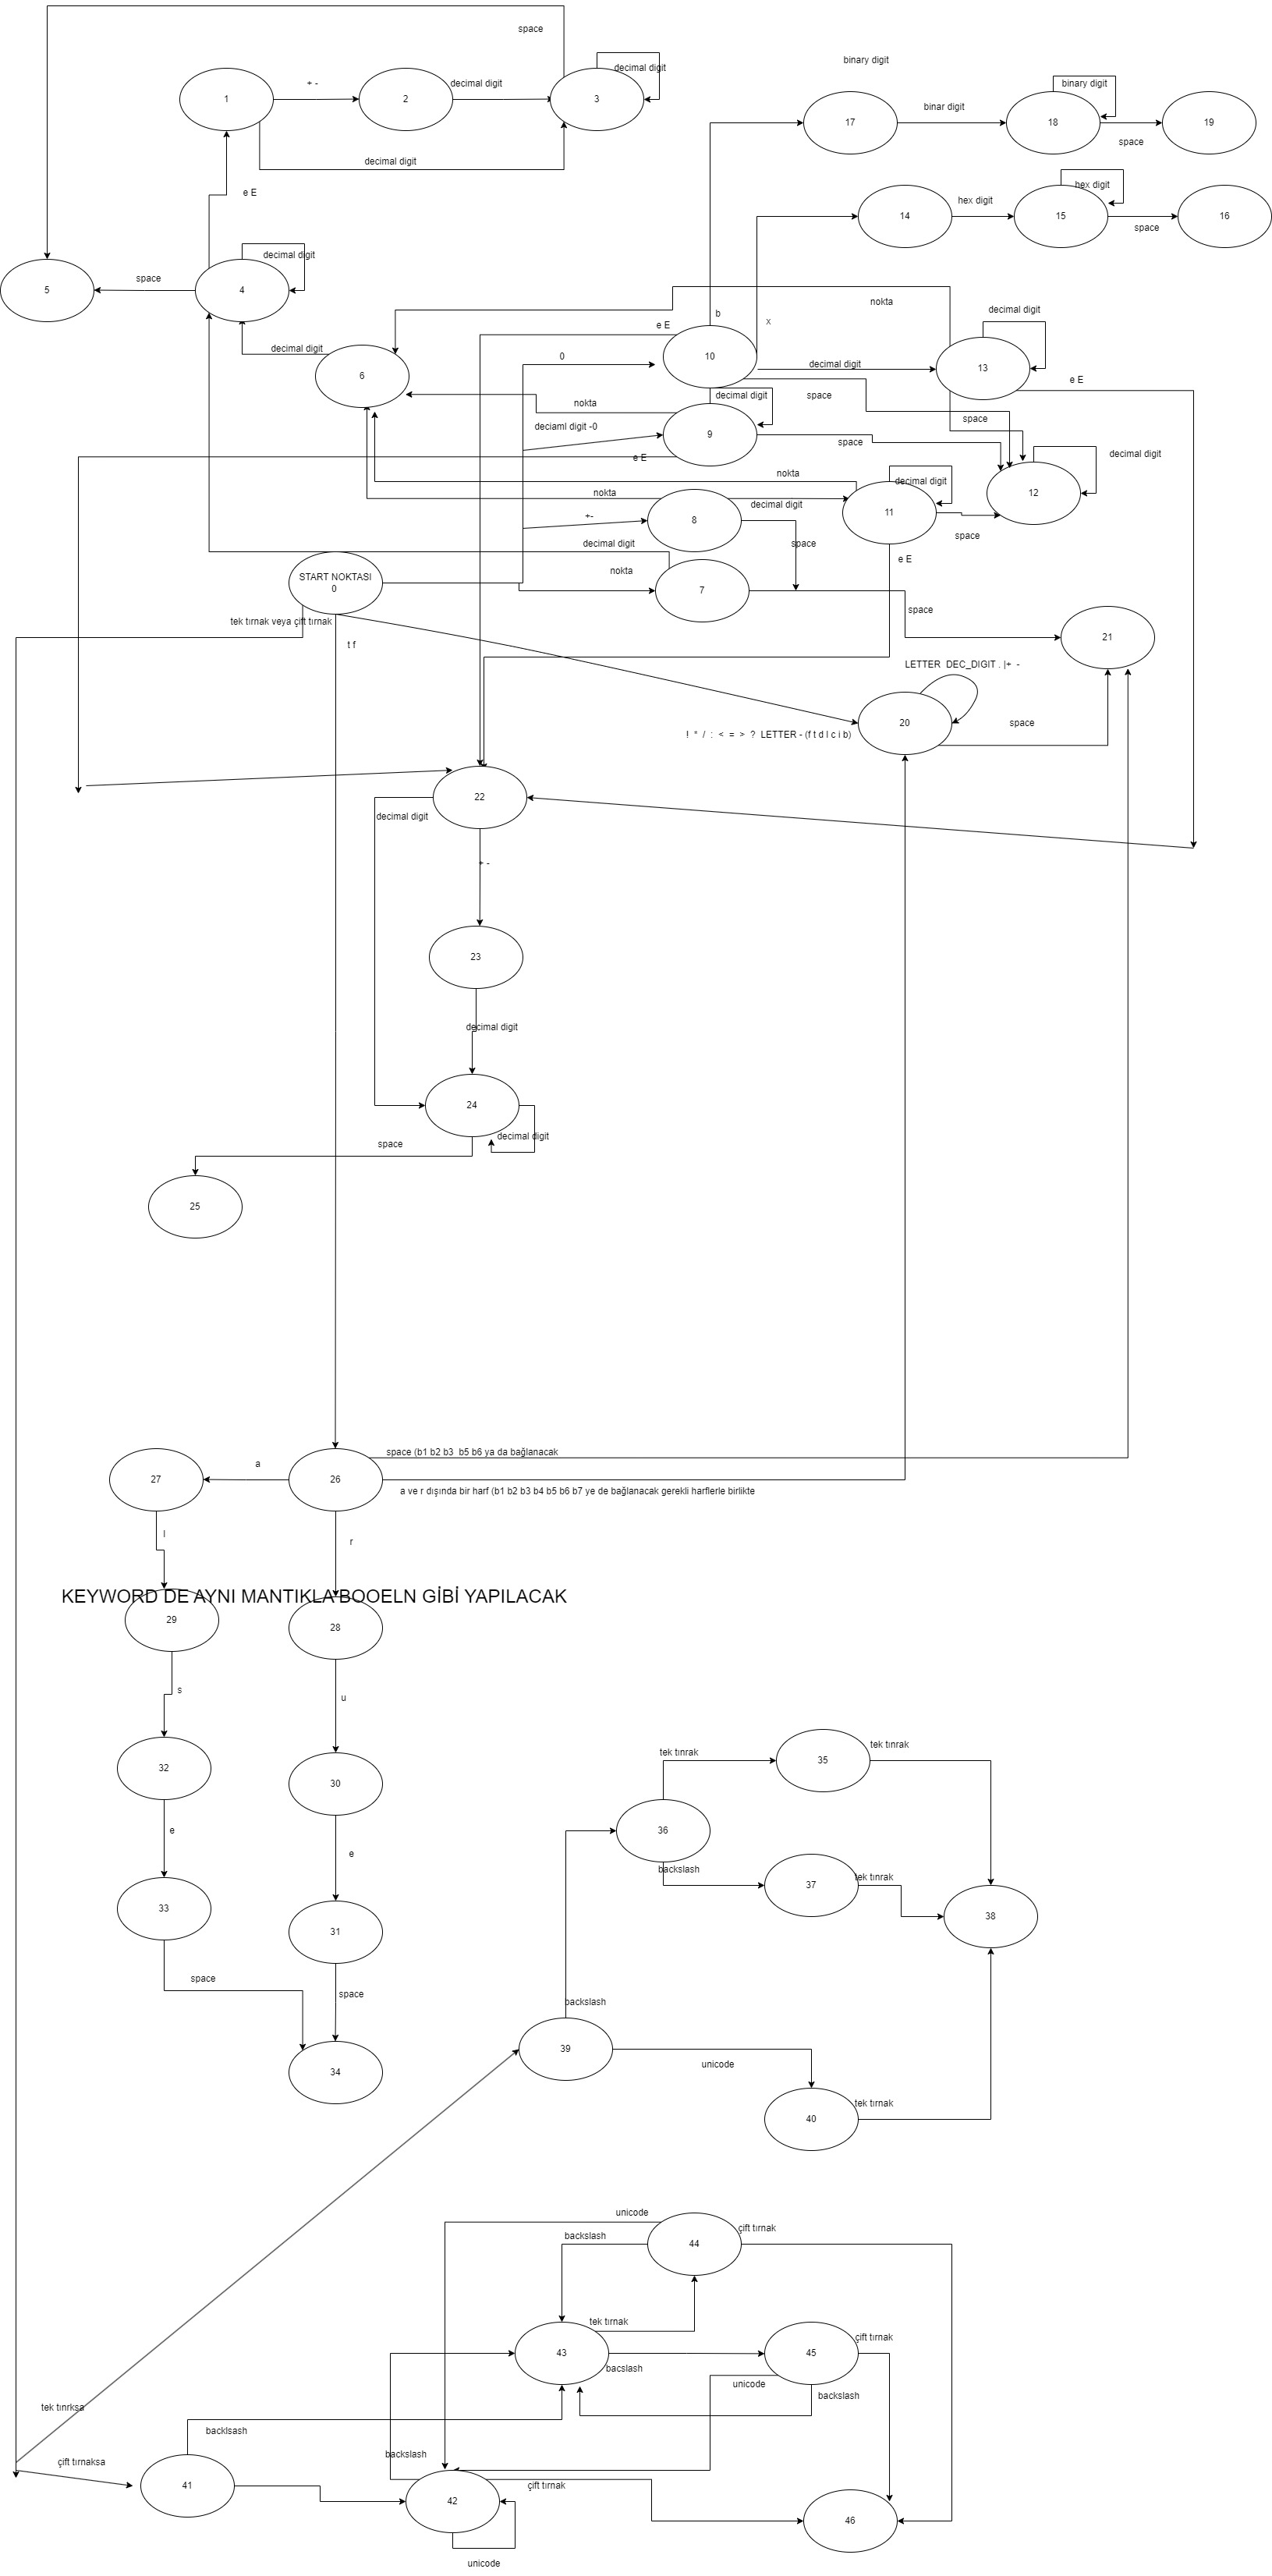 space
decimal digit
binary digit
+ -
decimal digit
binary digit
1
2
3
binar digit
17
18
19
space
decimal digit
hex digit
e E
hex digit
14
15
16
space
decimal digit
space
5
4
nokta
decimal digit
b
x
e E
decimal digit
0
10
decimal digit
13
6
e E
decimal digit
space
nokta
space
deciaml digit -0
9
space
e E
decimal digit
nokta
decimal digit
nokta
12
decimal digit
+-
8
11
space
decimal digit
space
e E
nokta
START NOKTASI
0
7
space
tek tırnak veya çift tırnak
21
t f
LETTER DEC_DIGIT . |+ -
20
space
! * / : < = > ? LETTER - (f t d l c i b)
22
decimal digit
+ -
23
decimal digit
24
decimal digit
space
25
space (b1 b2 b3 b5 b6 ya da bağlanacak
a
27
26
a ve r dışında bir harf (b1 b2 b3 b4 b5 b6 b7 ye de bağlanacak gerekli harflerle birlikte
l
r
KEYWORD DE AYNI MANTIKLA BOOELN GİBİ YAPILACAK
29
28
s
u
tek tınrak
tek tınrak
35
32
30
e
36
e
backslash
tek tınrak
37
33
31
38
space
space
backslash
34
39
unicode
tek tırnak
40
unicode
çift tırnak
backslash
44
tek tırnak
çift tırnak
43
45
bacslash
unicode
backslash
tek tınrksa
backlsash
backslash
çift tırnaksa
41
çift tırnak
42
46
unicode